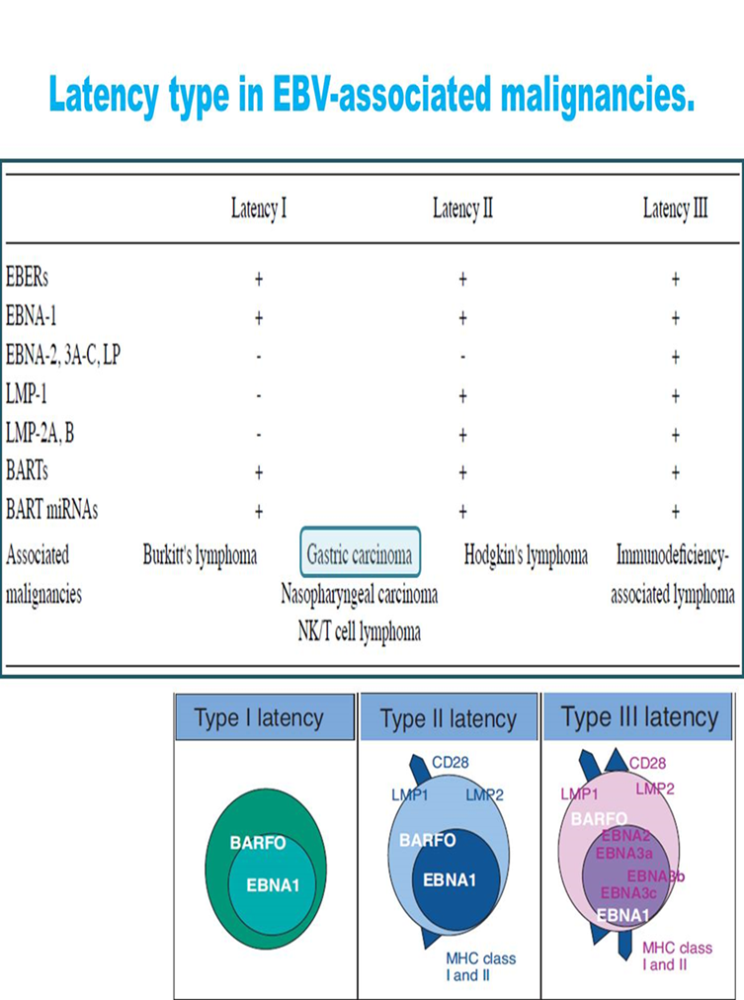 Latency type in EBV-associated malignancies.
Latency I Latency II Latency III
EBERs + + +
EBNA-1 + + +
EBNA-2, 3A-C, LP - - +
LMP-1 - + +
LMP-2A, B - + +
BARTs + + +
BART miRNAs + + +
Associated Burkitt's lymphoma Gastric carcinoma Hodgkin's lymphoma Immunodeficiency-
malignancies Nasopharyngeal carcinoma associated lymphoma
NK/T cell lymphoma
Type I latency
BARFO
EBNA1
Type II latency
CD28
LMP1 LMP2
BARFO
EBNA1
MHC class
I and II
Type III latency
CD28
LMP1 LMP2
BARFO
EBNA2
EBNA3a
EBNA3b
EBNA3c
EBNA1
MHC class
I and II